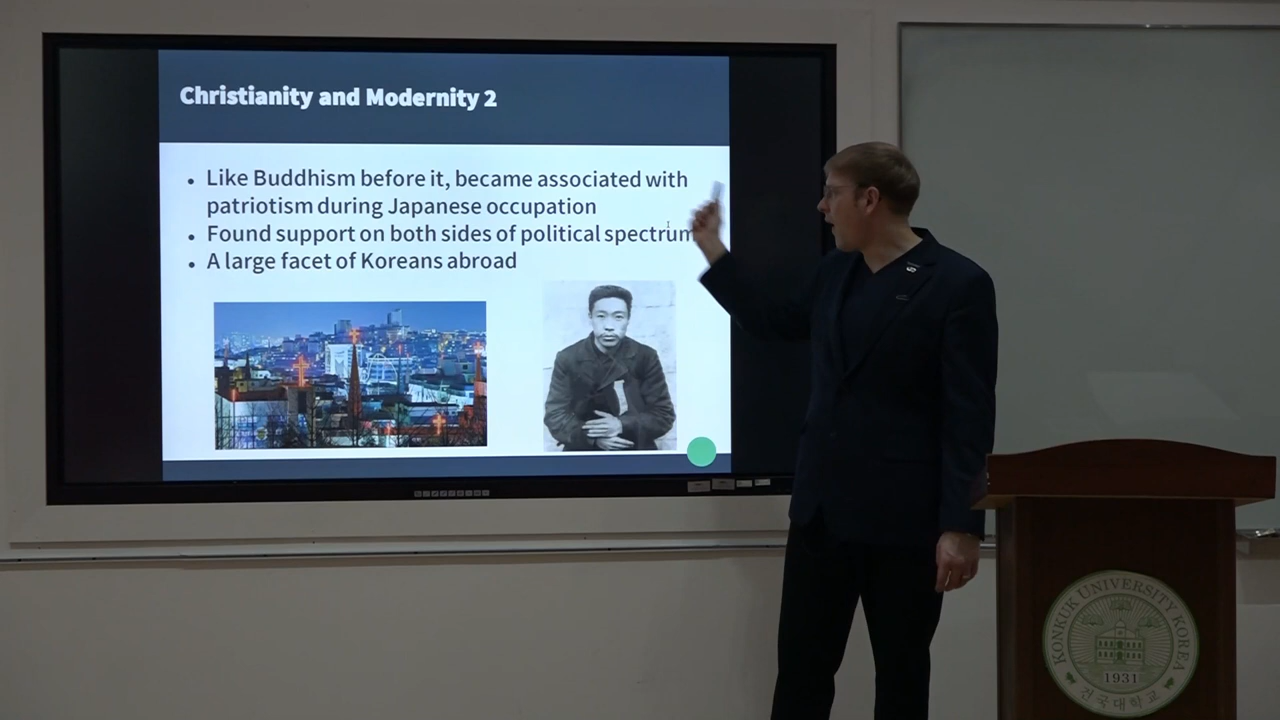 Christianity and Modernity 2
• Like Buddhism before it, became associated with
patriotism during Japanese occupation
• Found support on both sides of political spectrum
• A large facet of Koreans abroad
KONKUK UNIVERSITY KOREA
1931
건국대학교